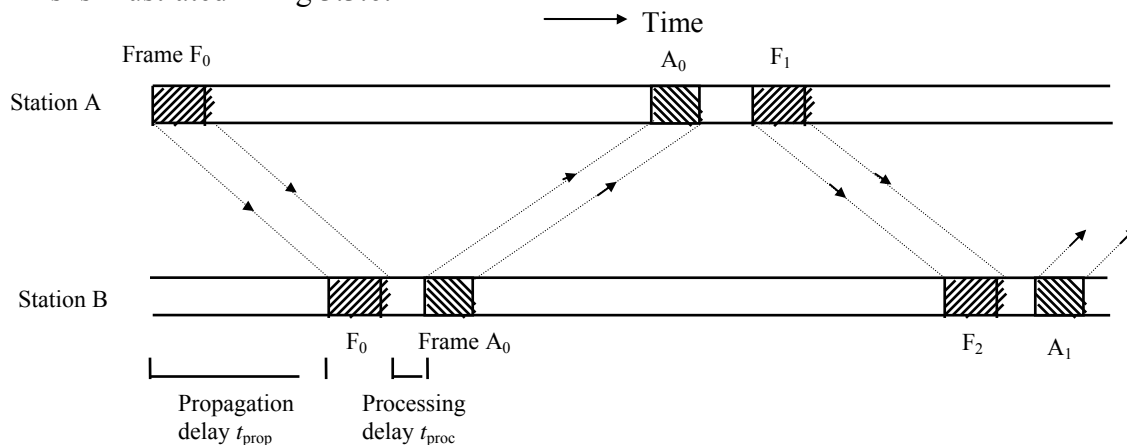 Time
Frame F₀
A₀
F₁
Station A
Station B
F₀
Frame A₀
F₂
A₁
Propagation
delay tprop
Processing
delay tproc